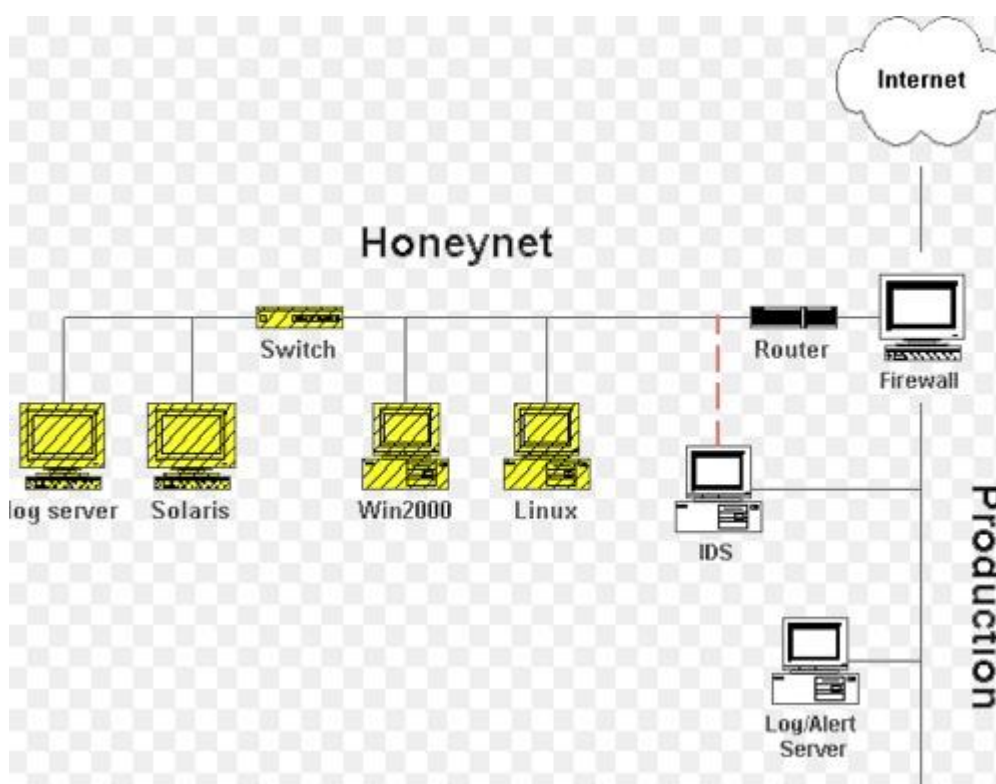 Internet
Honeynet
Switch
Router
Firewall
log server
Solaris
Win2000
Linux
IDS
Production
Log/Alert
Server